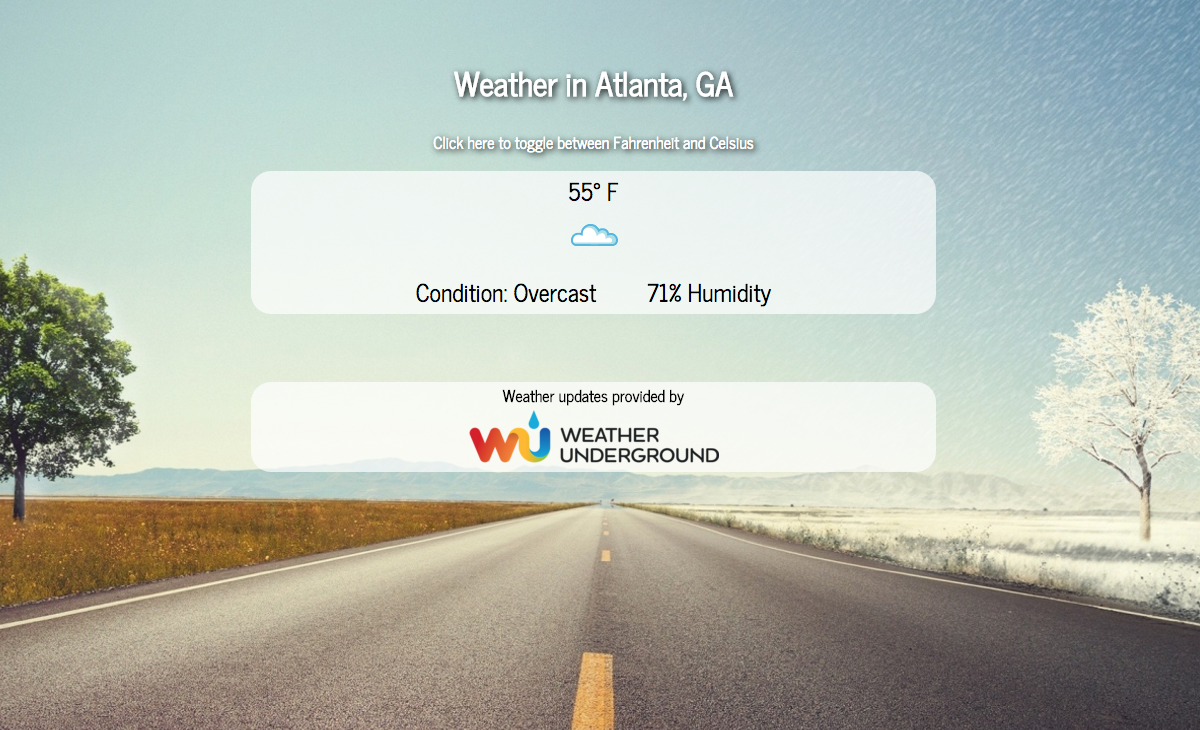 Weather in Atlanta, GA
Click here to toggle between Fahrenheit and Celsius
55° F
Condition: Overcast 71% Humidity
Weather updates provided by
WU WEATHER
UNDERGROUND